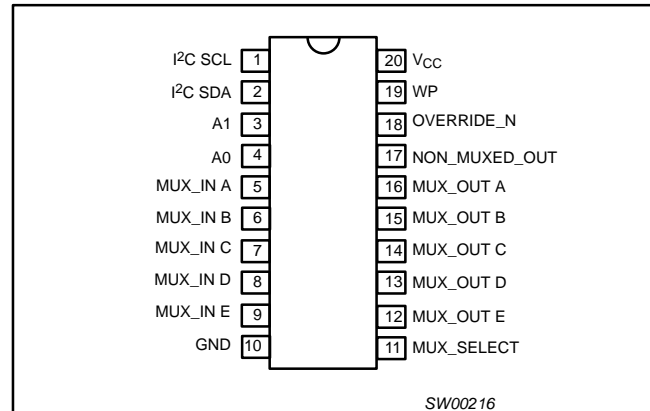 I²C SCL 1
I²C SDA 2
A1 3
A0 4
MUX_IN A 5
MUX_IN B 6
MUX_IN C 7
MUX_IN D 8
MUX_IN E 9
GND 10
20 VCC
19 WP
18 OVERRIDE_N
17 NON_MUXED_OUT
16 MUX_OUT A
15 MUX_OUT B
14 MUX_OUT C
13 MUX_OUT D
12 MUX_OUT E
11 MUX_SELECT
SW00216